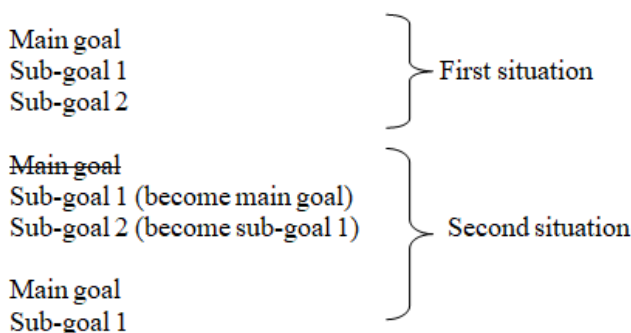 Main goal
Sub-goal 1
Sub-goal 2
First situation
Main goal
Sub-goal 1 (become main goal)
Sub-goal 2 (become sub-goal 1)
Second situation
Main goal
Sub-goal 1